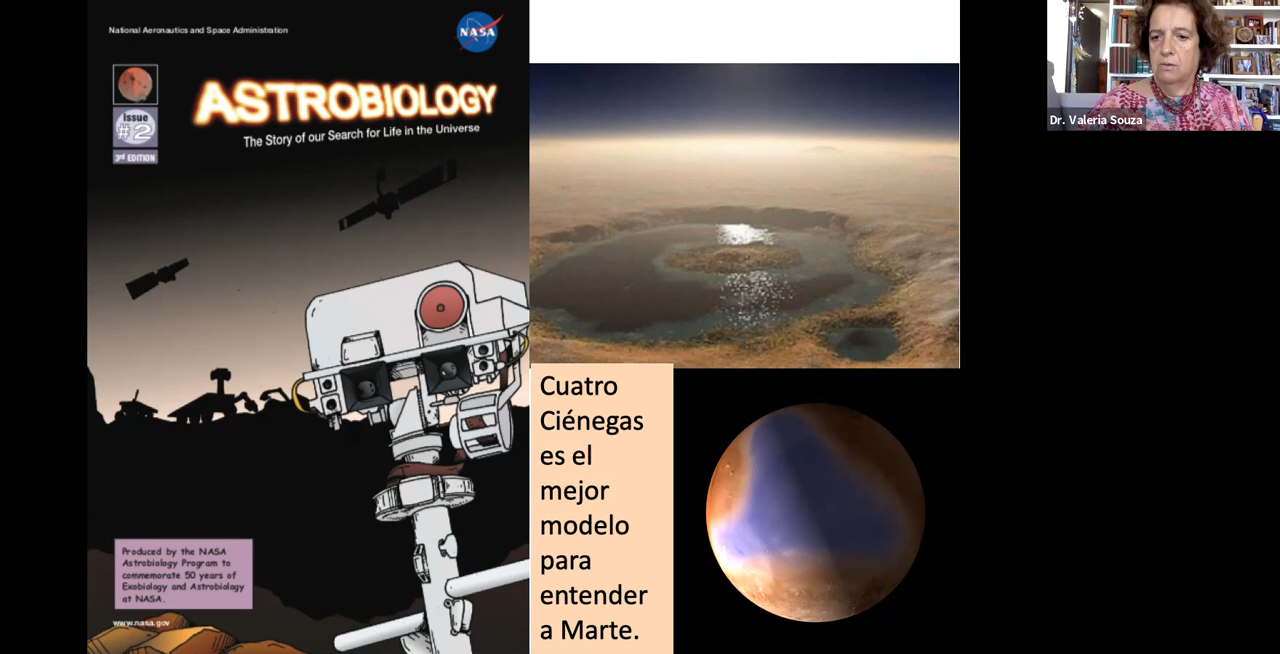 National Aeronautics and Space Administration
NASA
Issue
#2
3rd EDITION
ASTROBIOLOGY
The Story of our Search for Life in the Universe
Produced by the NASA
Astrobiology Program to
commemorate 50 years of
Exobiology and Astrobiology
at NASA.
www.nasa.gov
Cuatro
Ciénegas
es el
mejor
modelo
para
entender
a Marte.
Dr. Valeria Souza